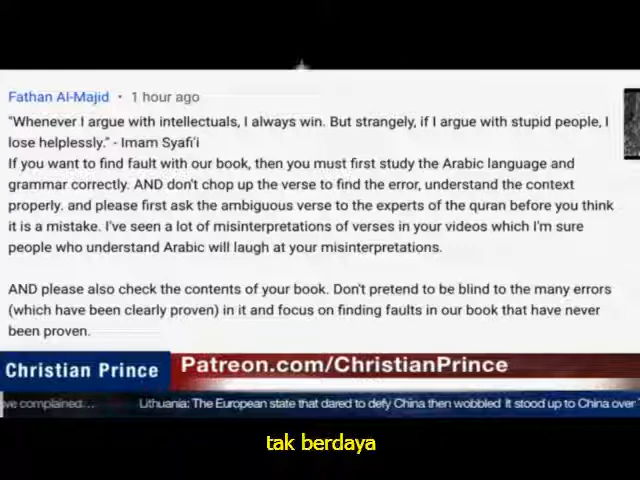 Fathan Al-Majid • 1 hour ago
"Whenever I argue with intellectuals, I always win. But strangely, if I argue with stupid people, I
lose helplessly." - Imam Syafi'i
If you want to find fault with our book, then you must first study the Arabic language and
grammar correctly. AND don't chop up the verse to find the error, understand the context
properly. and please first ask the ambiguous verse to the experts of the quran before you think
it is a mistake. I've seen a lot of misinterpretations of verses in your videos which I'm sure
people who understand Arabic will laugh at your misinterpretations.
AND please also check the contents of your book. Don't pretend to be blind to the many errors
(which have been clearly proven) in it and focus on finding faults in our book that have never
been proven.
Christian Prince
Patreon.com/ChristianPrince
complained... Lithuania: The European state that dared to defy China then wobbled It stood up to China over
tak berdaya